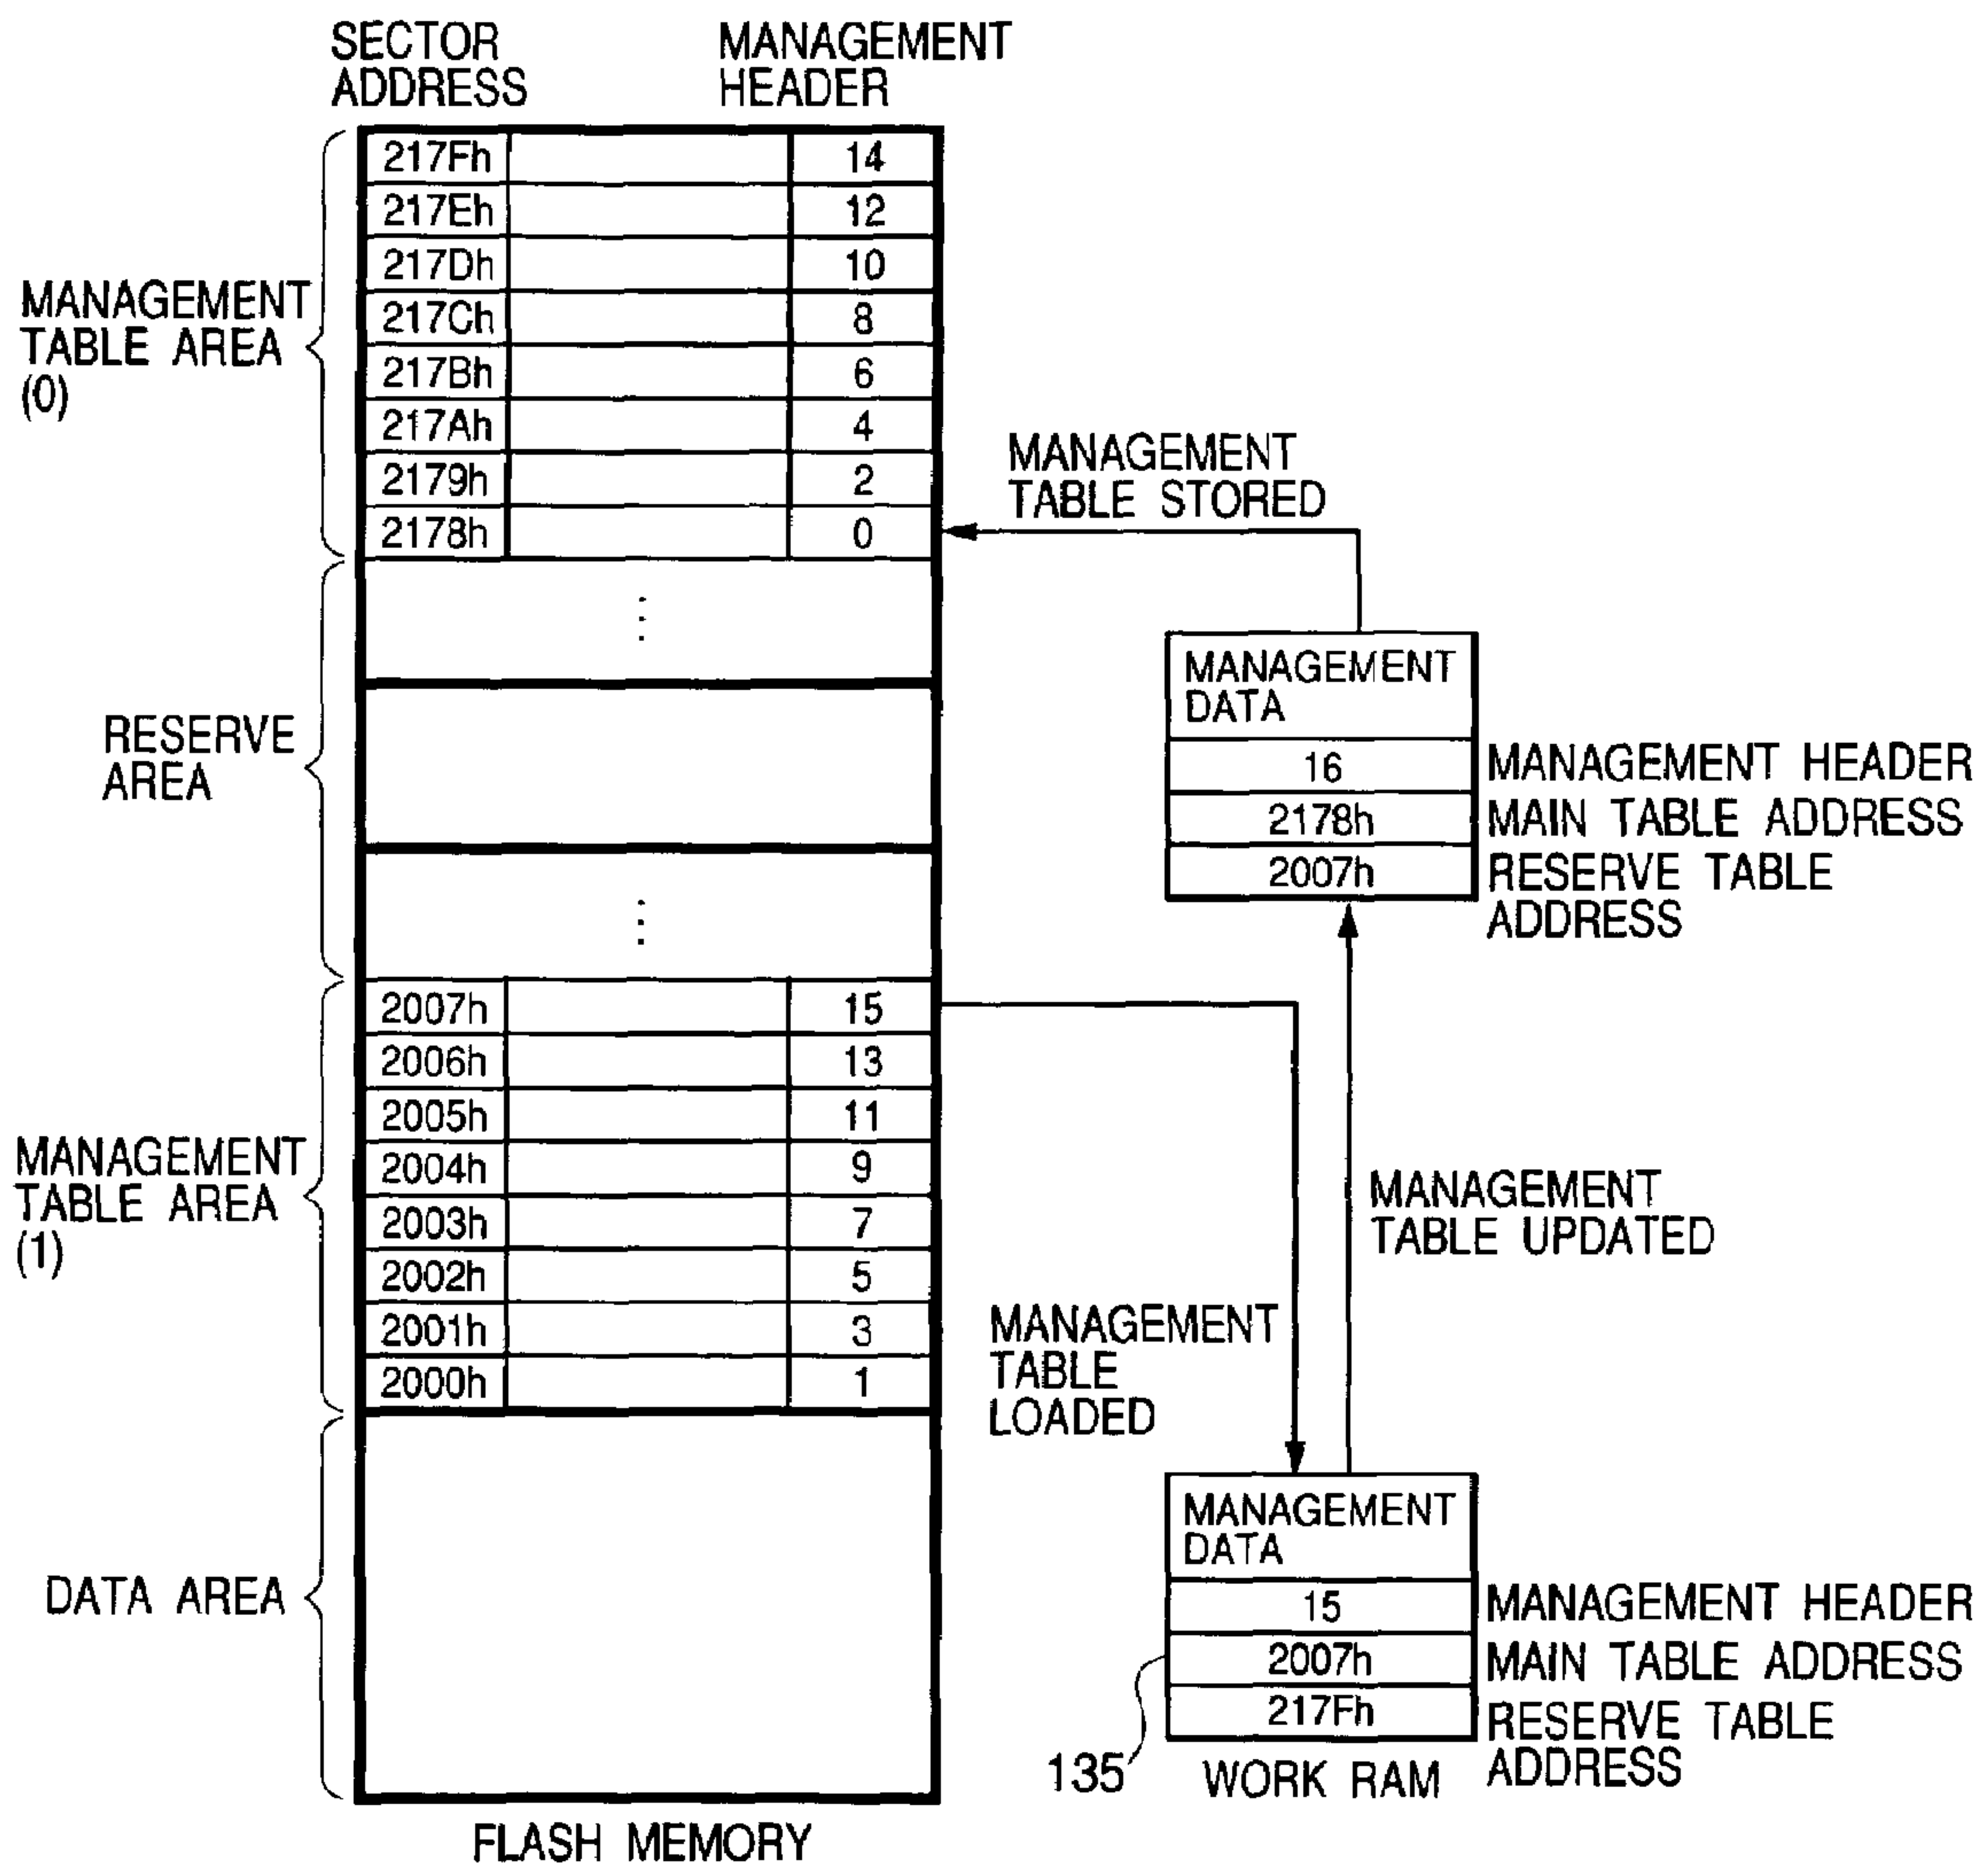 SECTOR
ADDRESS
MANAGEMENT
HEADER
217Fh 14
217Eh 12
217Dh 10
217Ch 8
217Bh 6
217Ah 4
2179h 2
2178h 0
MANAGEMENT
TABLE AREA
(0)
MANAGEMENT
TABLE STORED
RESERVE
AREA
MANAGEMENT
DATA
16 MANAGEMENT HEADER
2178h MAIN TABLE ADDRESS
2007h RESERVE TABLE
ADDRESS
2007h 15
2006h 13
2005h 11
2004h 9
2003h 7
2002h 5
2001h 3
2000h 1
MANAGEMENT
TABLE AREA
(1)
MANAGEMENT
TABLE UPDATED
MANAGEMENT
TABLE
LOADED
DATA AREA
MANAGEMENT
DATA
15 MANAGEMENT HEADER
2007h MAIN TABLE ADDRESS
217Fh RESERVE TABLE
ADDRESS
135
WORK RAM
FLASH MEMORY